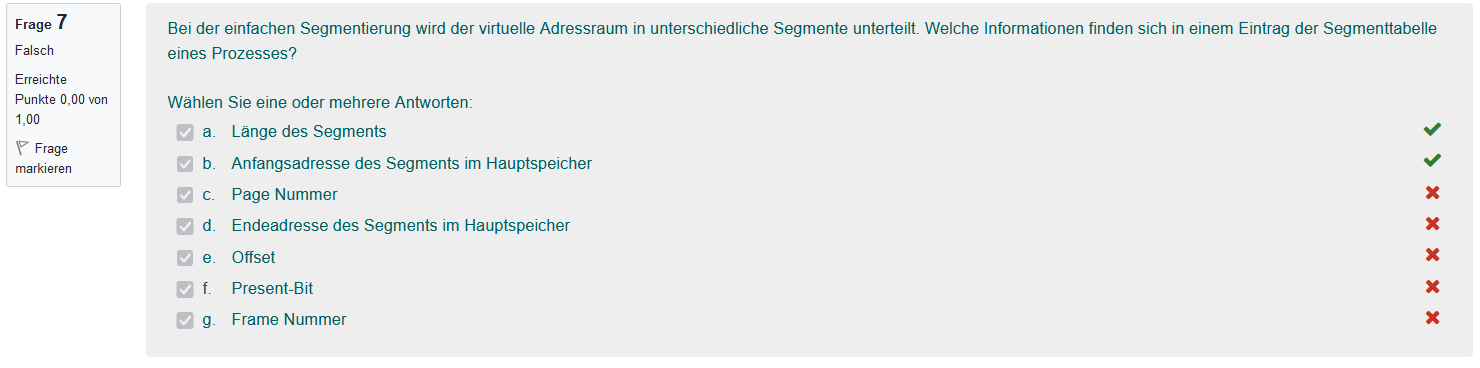 Frage 7
Falsch
Erreichte
Punkte 0,00 von
1,00
Frage
markieren
Bei der einfachen Segmentierung wird der virtuelle Adressraum in unterschiedliche Segmente unterteilt. Welche Informationen finden sich in einem Eintrag der Segmenttabelle
eines Prozesses?
Wählen Sie eine oder mehrere Antworten:
a. Länge des Segments
b. Anfangsadresse des Segments im Hauptspeicher
c. Page Nummer
d. Endeadresse des Segments im Hauptspeicher
e. Offset
f. Present-Bit
g. Frame Nummer